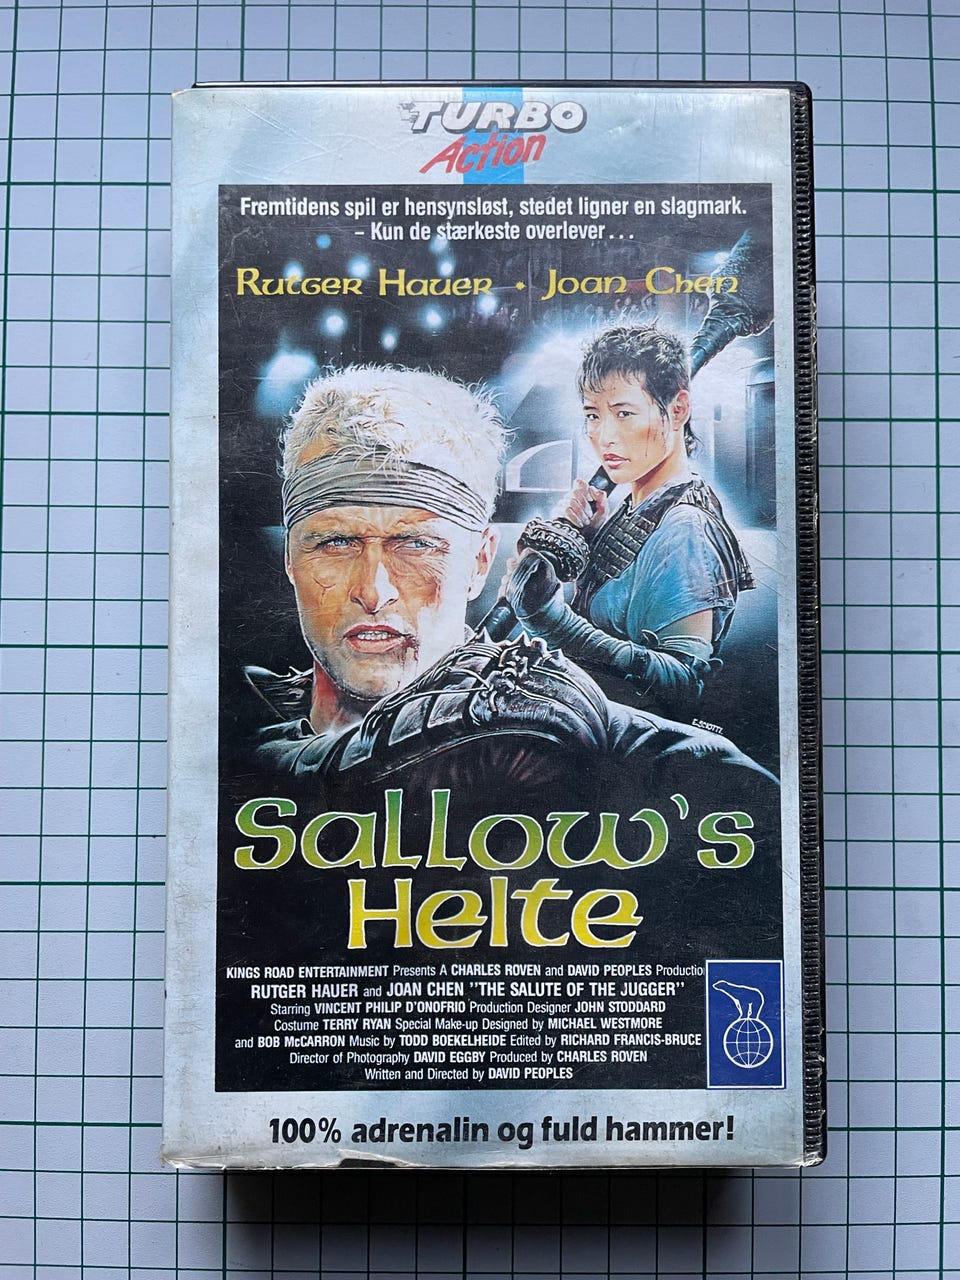 TURBO
Action
Fremtidens spil er hensynsløst, stedet ligner en slagmark.
– Kun de stærkeste overlever...
Rutger Hauer • Joan Chen
E. SCIOTTI
Sallow's
Helte
KINGS ROAD ENTERTAINMENT Presents A CHARLES ROVEN and DAVID PEOPLES Production
RUTGER HAUER and JOAN CHEN "THE SALUTE OF THE JUGGER"
Starring VINCENT PHILIP D'ONOFRIO Production Designer JOHN STODDARD
Costume TERRY RYAN Special Make-up Designed by MICHAEL WESTMORE
and BOB McCARRON Music by TODD BOEKELHEIDE Edited by RICHARD FRANCIS-BRUCE
Director of Photography DAVID EGGBY Produced by CHARLES ROVEN
Written and Directed by DAVID PEOPLES
100% adrenalin og fuld hammer!